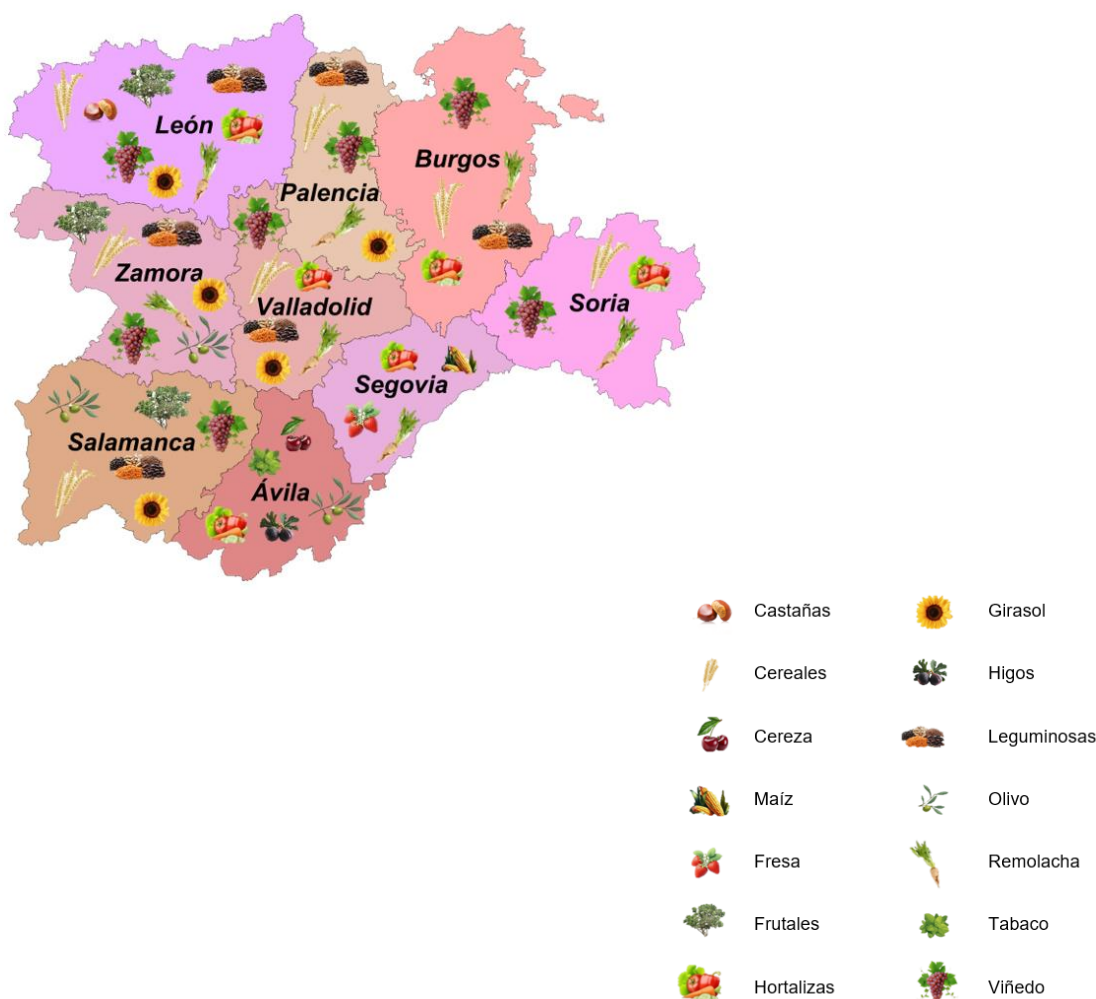 León
Burgos
Palencia
Zamora
Valladolid
Soria
Segovia
Salamanca
Ávila
Castañas
Girasol
Cereales
Higos
Cereza
Leguminosas
Maíz
Olivo
Fresa
Remolacha
Frutales
Tabaco
Hortalizas
Viñedo